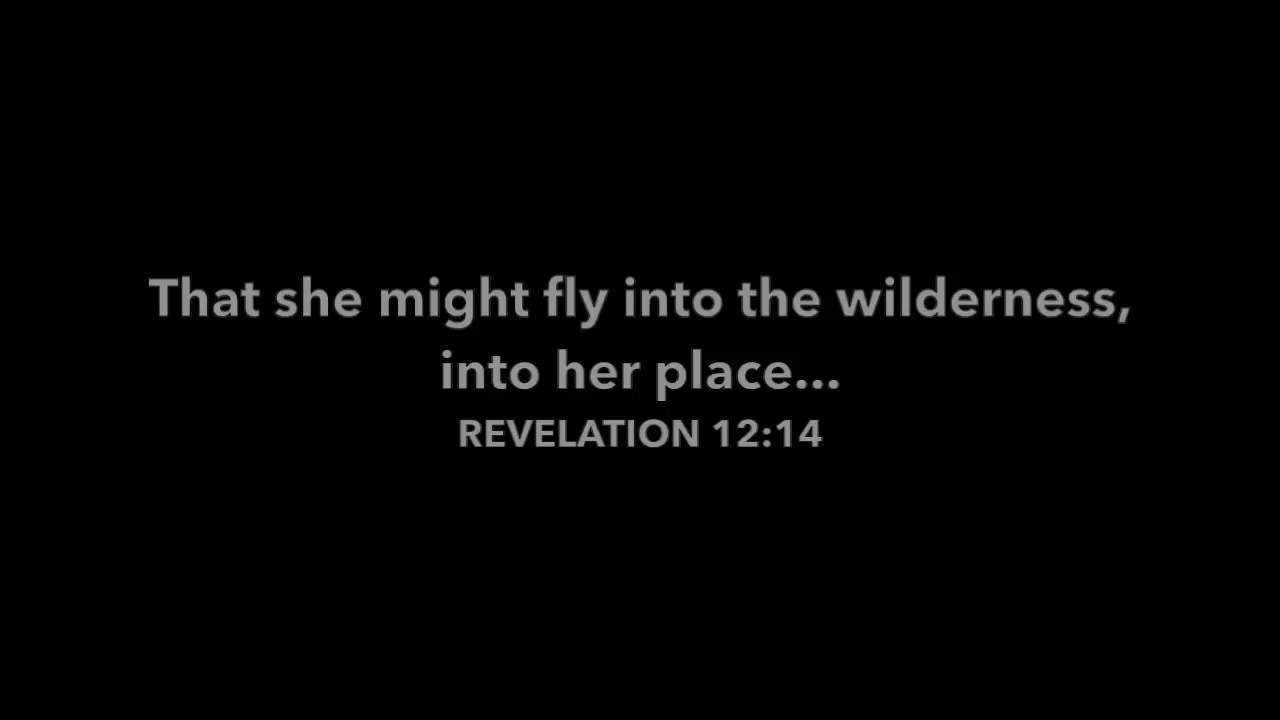 That she might fly into the wilderness,
into her place...
REVELATION 12:14